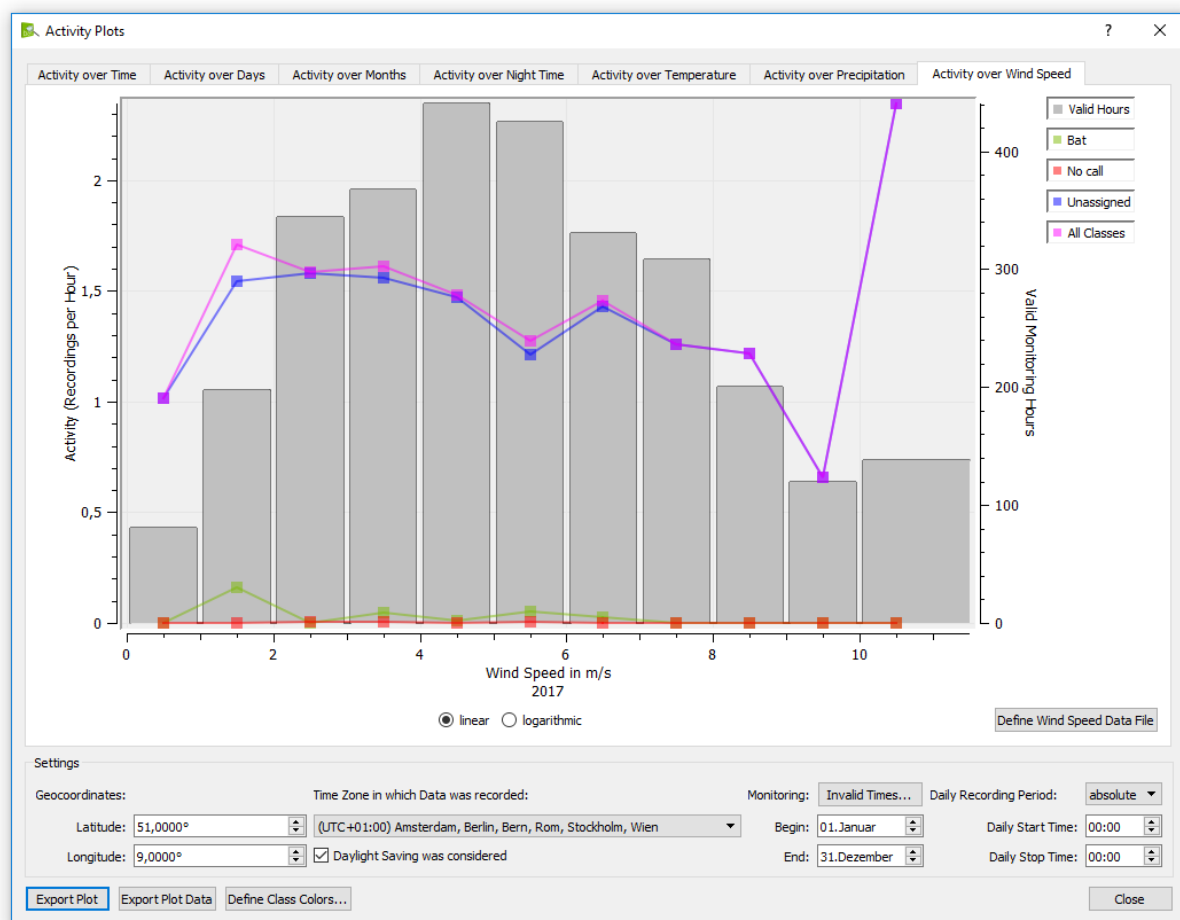 Activity Plots
?
Activity over Time
Activity over Days
Activity over Months
Activity over Night Time
Activity over Temperature
Activity over Precipitation
Activity over Wind Speed
Activity (Recordings per Hour)
2
1,5
1
0,5
0
0
2
4
6
8
10
Wind Speed in m/s
2017
400
300
200
100
0
Valid Monitoring Hours
Valid Hours
Bat
No call
Unassigned
All Classes
linear
logarithmic
Define Wind Speed Data File
Settings
Geocoordinates:
Time Zone in which Data was recorded:
Monitoring:
Invalid Times...
Daily Recording Period:
absolute
Latitude:
51,0000°
(UTC+01:00) Amsterdam, Berlin, Bern, Rom, Stockholm, Wien
Begin:
01.Januar
Daily Start Time:
00:00
Longitude:
9,0000°
Daylight Saving was considered
End:
31.Dezember
Daily Stop Time:
00:00
Export Plot
Export Plot Data
Define Class Colors...
Close